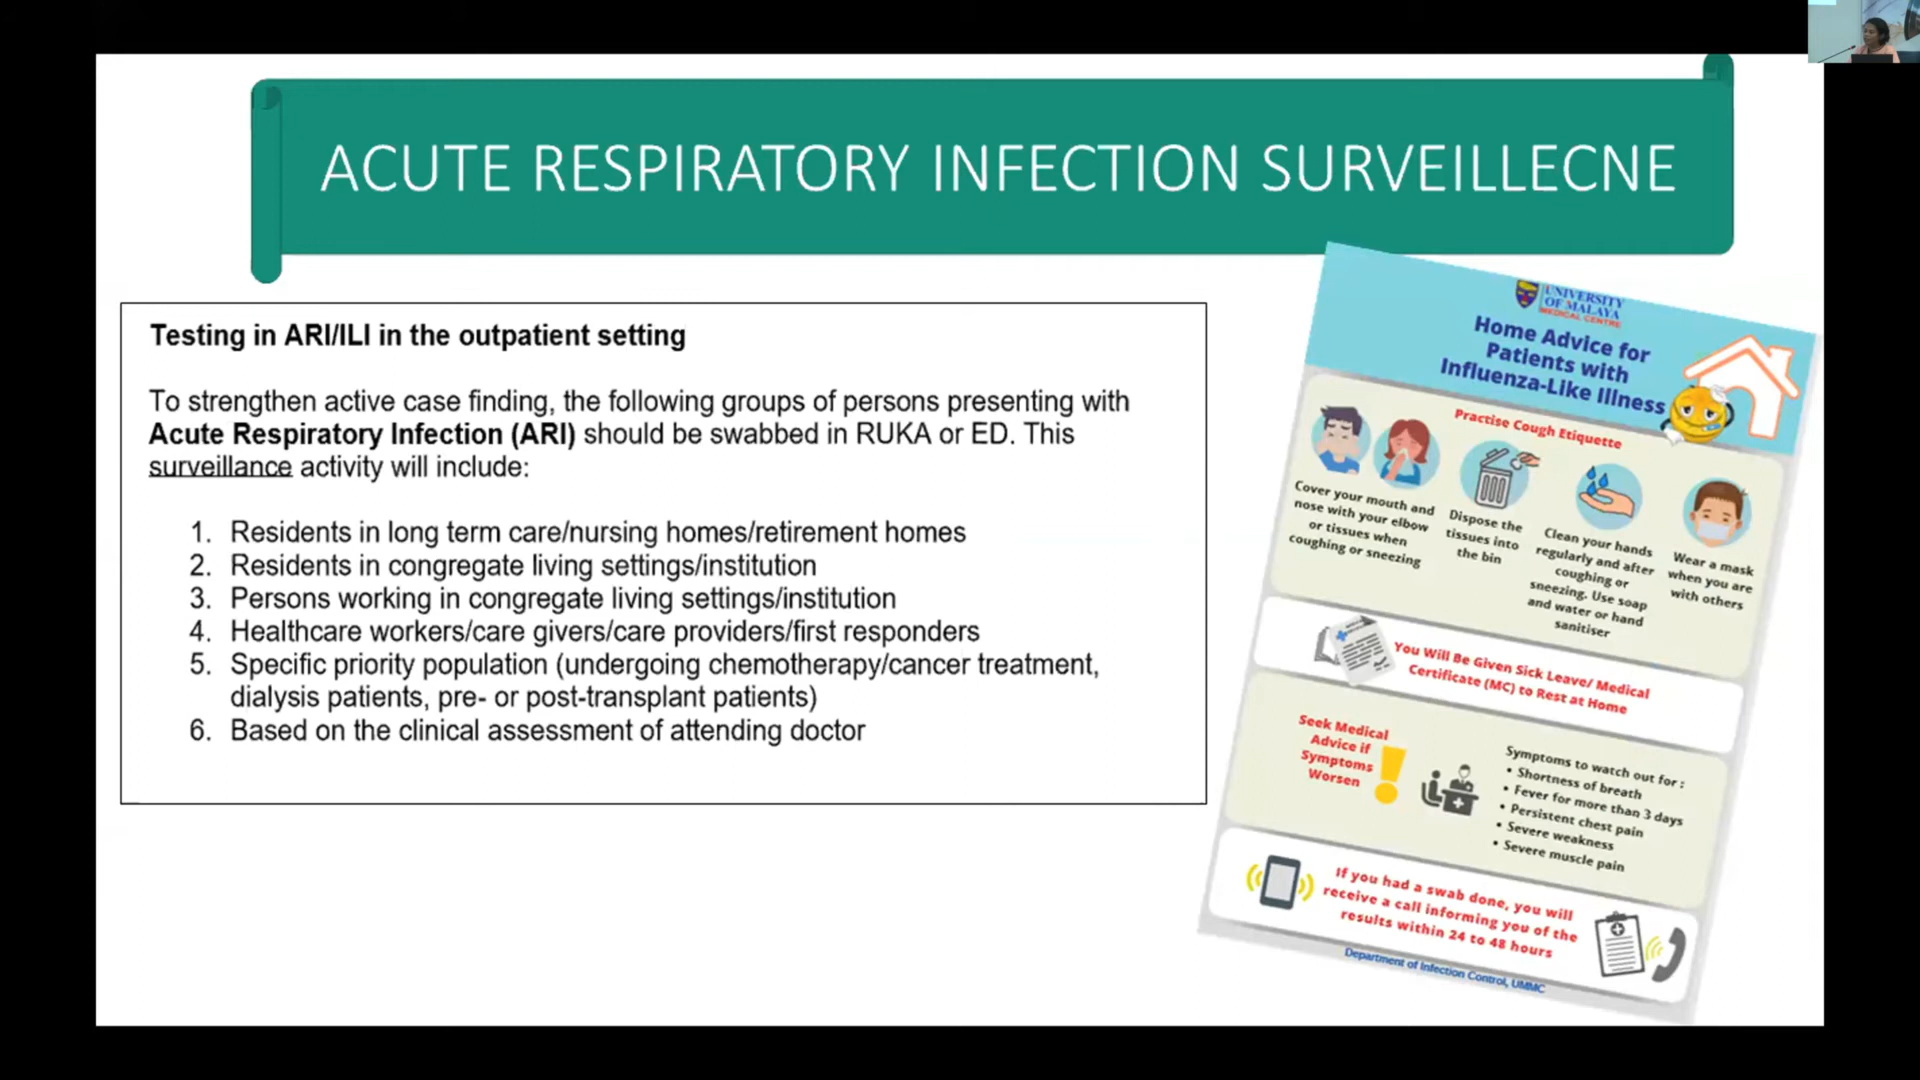 ACUTE RESPIRATORY INFECTION SURVEILLECNE
Testing in ARI/ILI in the outpatient setting
To strengthen active case finding, the following groups of persons presenting with
Acute Respiratory Infection (ARI) should be swabbed in RUKA or ED. This
surveillance activity will include:
1. Residents in long term care/nursing homes/retirement homes
2. Residents in congregate living settings/institution
3. Persons working in congregate living settings/institution
4. Healthcare workers/care givers/care providers/first responders
5. Specific priority population (undergoing chemotherapy/cancer treatment,
dialysis patients, pre- or post-transplant patients)
6. Based on the clinical assessment of attending doctor
UNIVERSITY
OF MALAYA
MEDICAL CENTRE
Home Advice for
Patients with
Influenza-Like Illness
Practise Cough Etiquette
Cover your mouth and
nose with your elbow
or tissues when
coughing or sneezing
Dispose the
tissues into
the bin
Clean your hands
regularly and after
coughing or
sneezing. Use soap
and water or hand
sanitiser
Wear a mask
when you are
with others
You Will Be Given Sick Leave/ Medical
Certificate (MC) to Rest at Home
Seek Medical
Advice if
Symptoms
Worsen
Symptoms to watch out for :
• Shortness of breath
• Fever for more than 3 days
• Persistent chest pain
• Severe weakness
• Severe muscle pain
If you had a swab done, you will
receive a call informing you of the
results within 24 to 48 hours
Department of Infection Control, UMMC